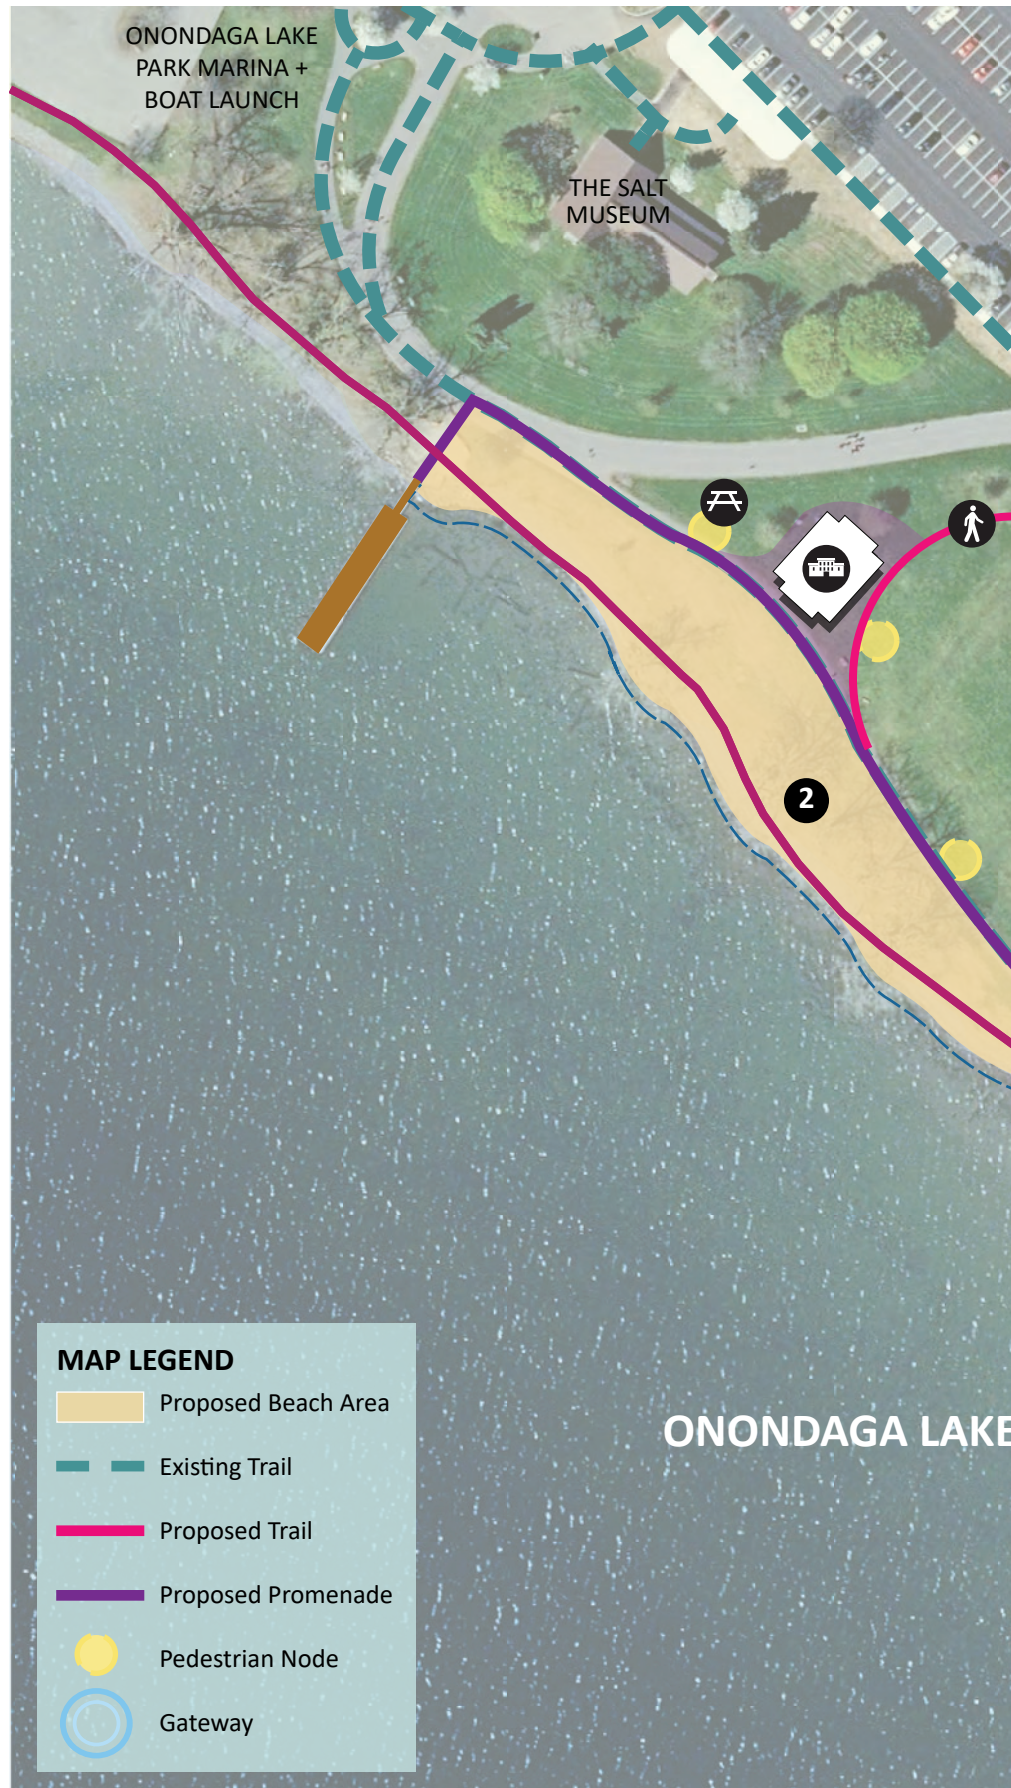 ONONDAGA LAKE
PARK MARINA +
BOAT LAUNCH
THE SALT
MUSEUM
2
ONONDAGA LAKE
MAP LEGEND
Proposed Beach Area
Existing Trail
Proposed Trail
Proposed Promenade
Pedestrian Node
Gateway